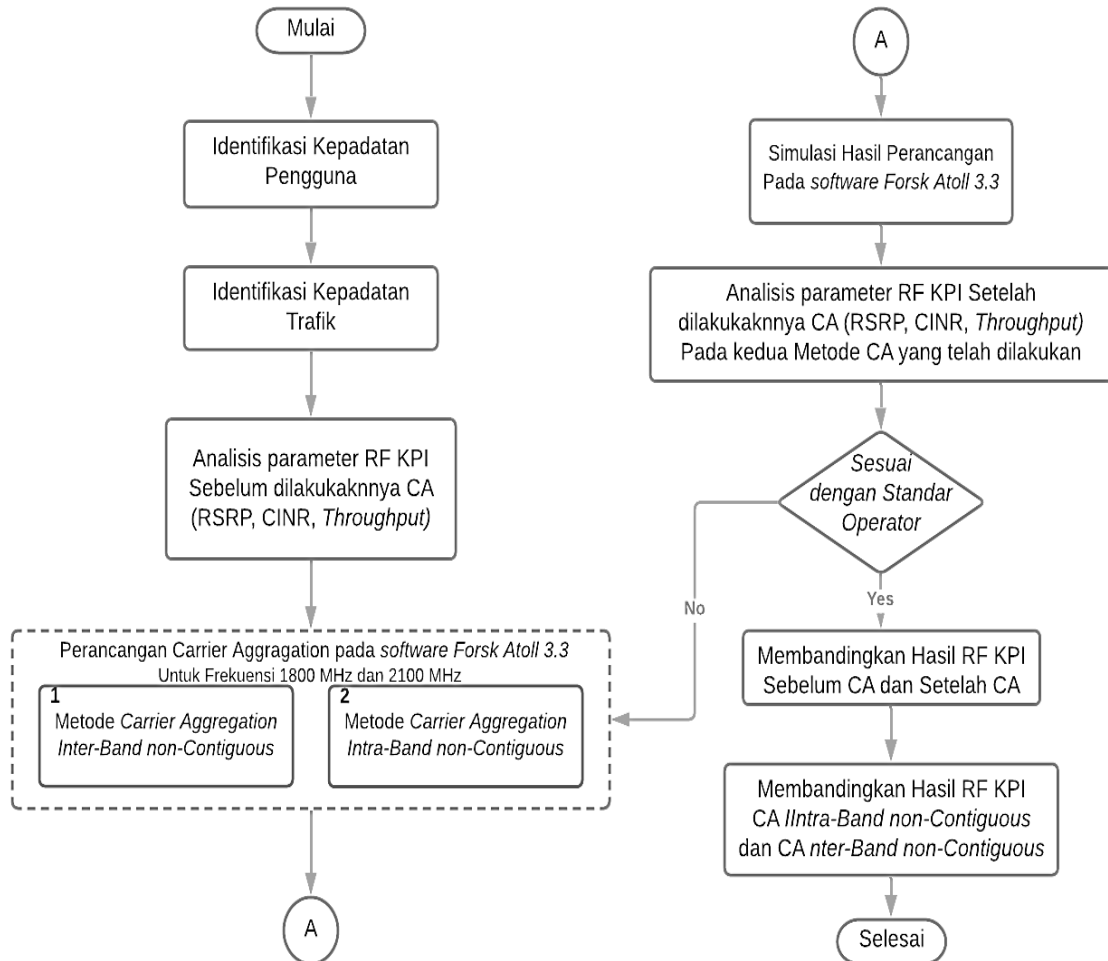 Mulai
Identifikasi Kepadatan
Pengguna
Identifikasi Kepadatan
Trafik
Analisis parameter RF KPI
Sebelum dilakukaknnya CA
(RSRP, CINR, Throughput)
Perancangan Carrier Aggragation pada software Forsk Atoll 3.3
Untuk Frekuensi 1800 MHz dan 2100 MHz
1
Metode Carrier Aggregation
Inter-Band non-Contiguous
2
Metode Carrier Aggregation
Intra-Band non-Contiguous
A
A
Simulasi Hasil Perancangan
Pada software Forsk Atoll 3.3
Analisis parameter RF KPI Setelah
dilakukaknnya CA (RSRP, CINR, Throughput)
Pada kedua Metode CA yang telah dilakukan
Sesuai
dengan Standar
Operator
No
Yes
Membandingkan Hasil RF KPI
Sebelum CA dan Setelah CA
Membandingkan Hasil RF KPI
CA IIntra-Band non-Contiguous
dan CA nter-Band non-Contiguous
Selesai